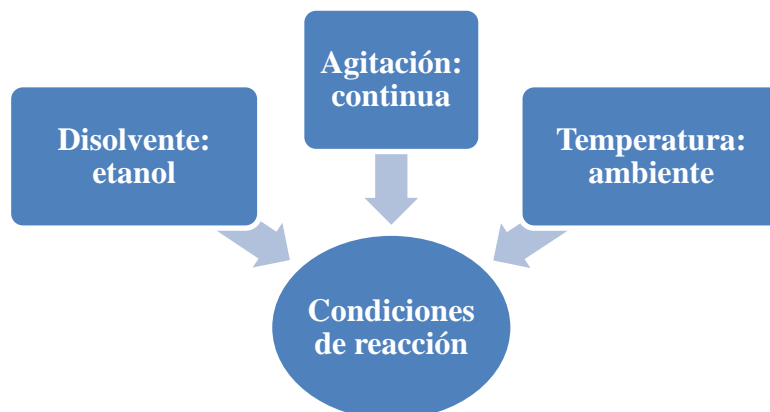 Agitación:
continua
Disolvente:
etanol
Temperatura:
ambiente
Condiciones
de reacción